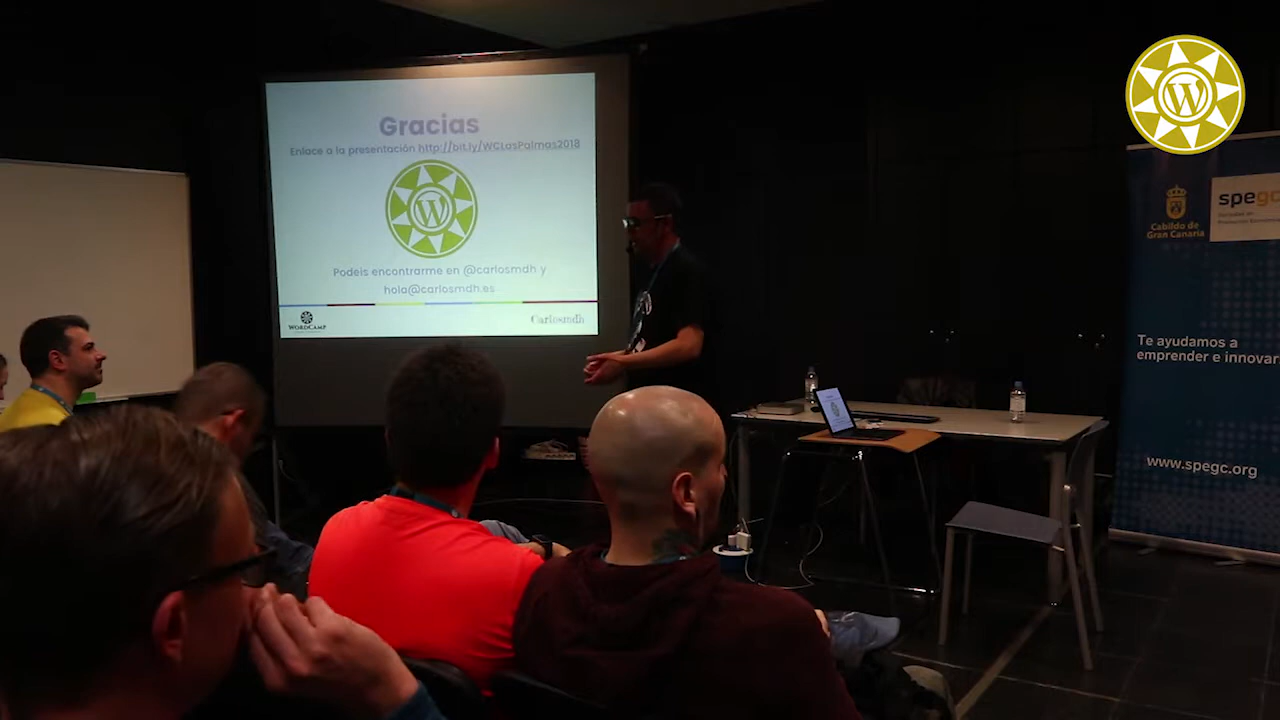 Gracias
Enlace a la presentación http://bit.ly/WCLasPalmas2018
Podeis encontrarme en @carlosmdh y
hola@carlosmdh.es
WORDCAMP
Carlosmdh
Cabildo de
Gran Canaria
spegc
Te ayudamos a
emprender e innovar
www.spegc.org